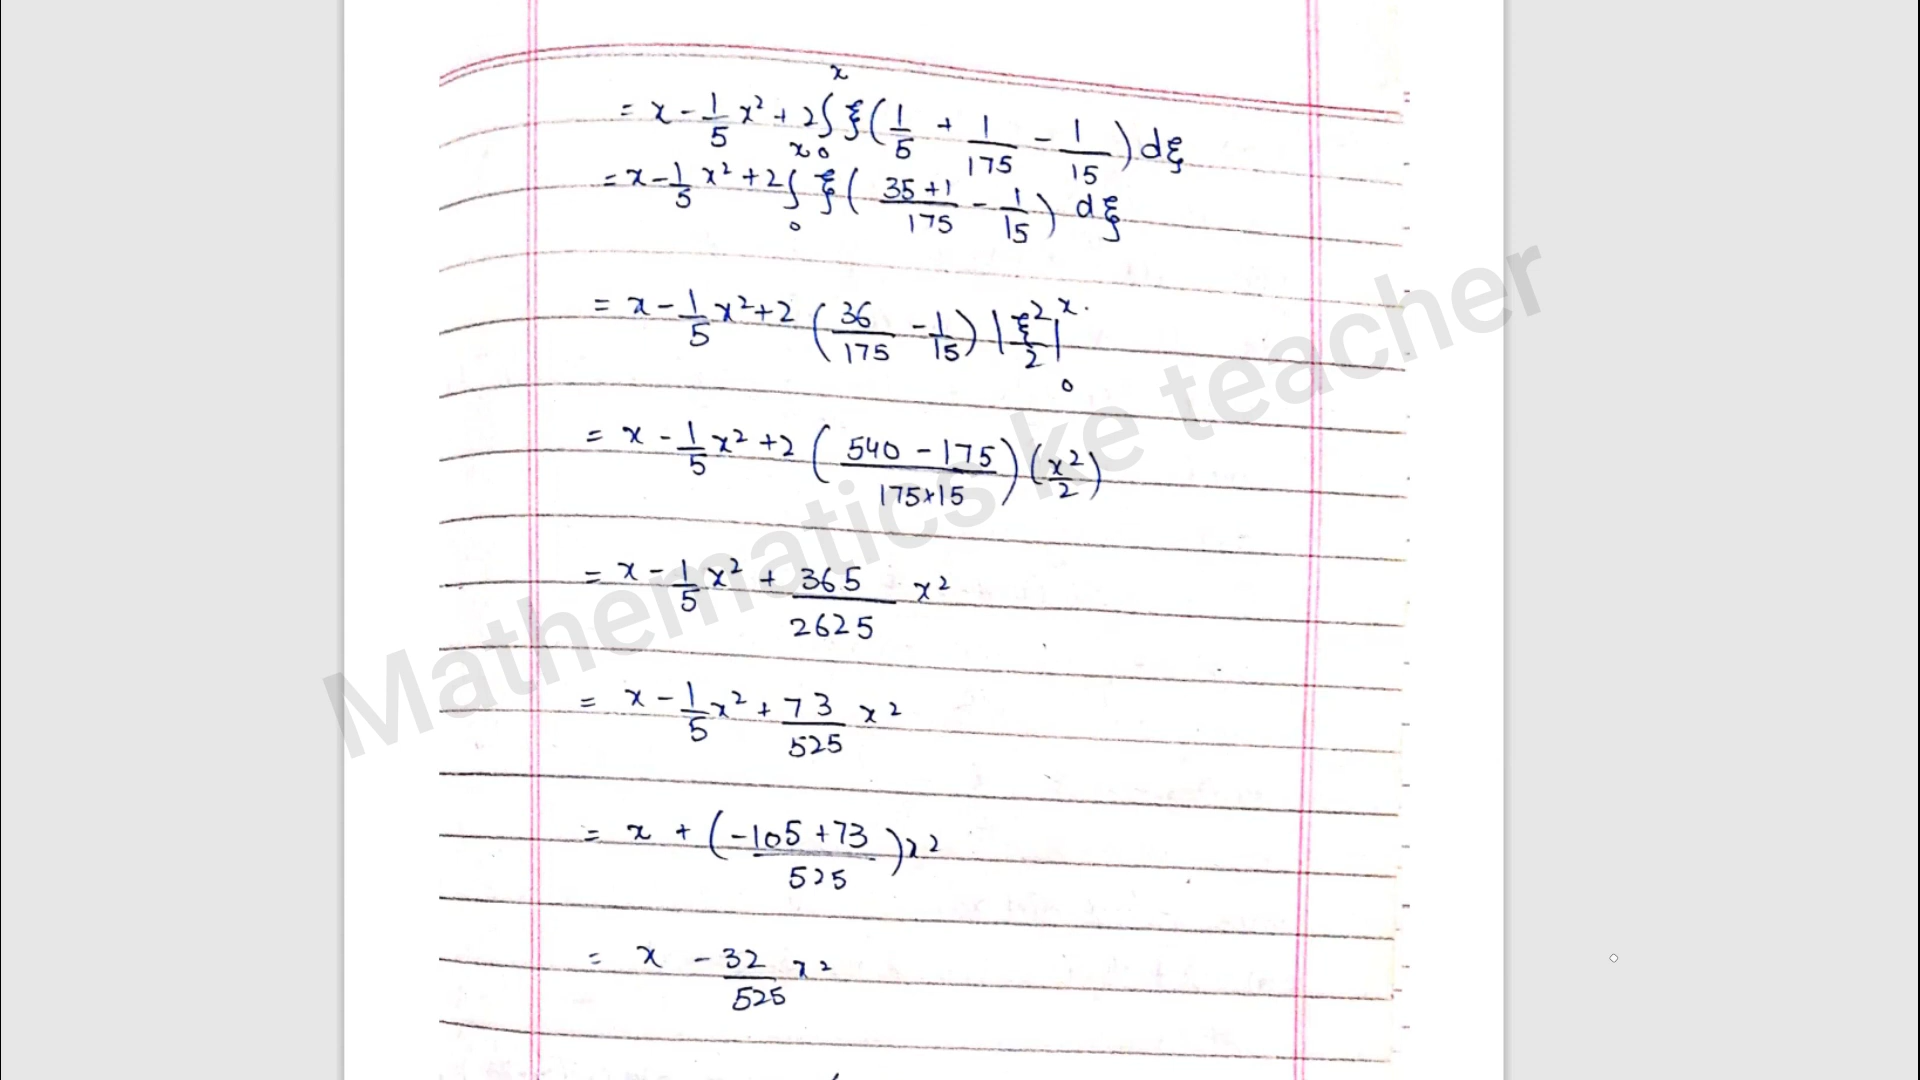 = x - 1/5 x² + 2∫₀ˣ ξ(1/5 + 1/175 - 1/15) dξ
= x - 1/5 x² + 2∫₀ˣ ξ((35+1)/175 - 1/15) dξ
= x - 1/5 x² + 2 (36/175 - 1/15) |ξ²/2|₀ˣ
= x - 1/5 x² + 2 ((540 - 175)/(175×15)) (x²/2)
= x - 1/5 x² + 365/2625 x²
= x - 1/5 x² + 73/525 x²
= x + ((-105 + 73)/525) x²
= x - 32/525 x²
Mathematics ke teacher